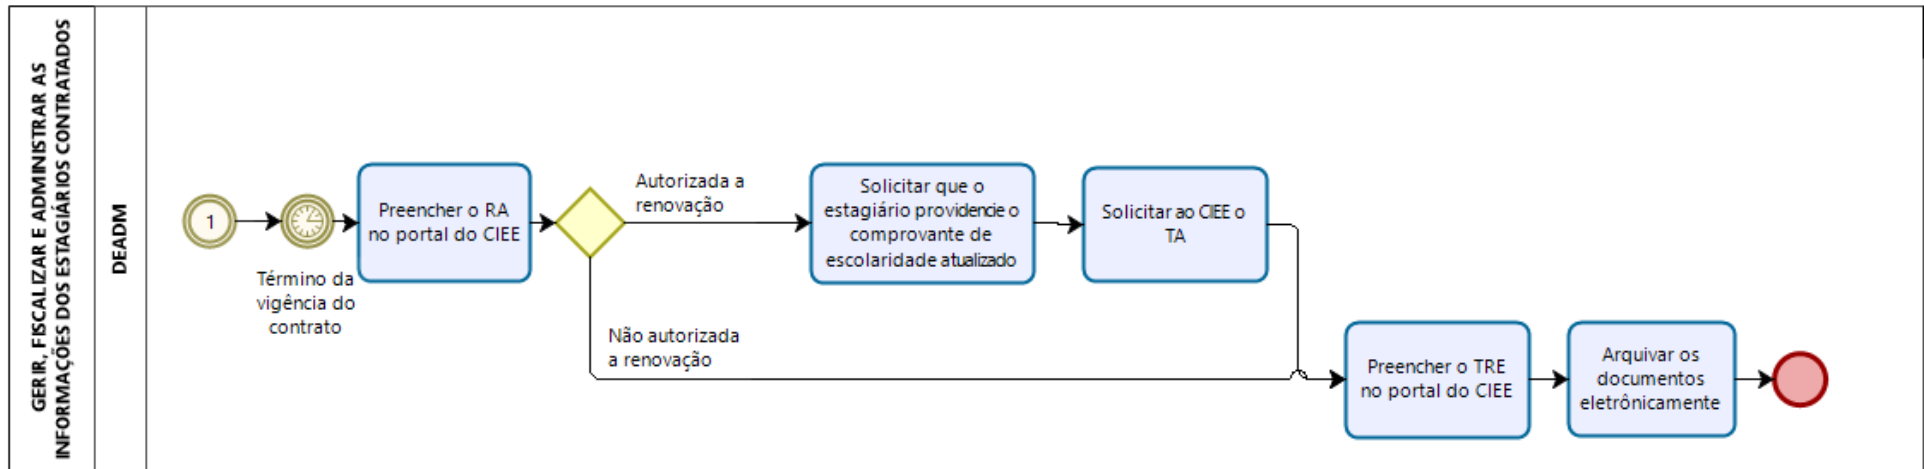 GERIR, FISCALIZAR E ADMINISTRAR AS
INFORMAÇÕES DOS ESTAGIÁRIOS CONTRATADOS
DEADM
1
Término da
vigência do
contrato
Preencher o RA
no portal do CIEE
Autorizada a
renovação
Não autorizada
a renovação
Solicitar que o
estagiário providencie o
comprovante de
escolaridade atualizado
Solicitar ao CIEE o
TA
Preencher o TRE
no portal do CIEE
Arquivar os
documentos
eletrônicamente